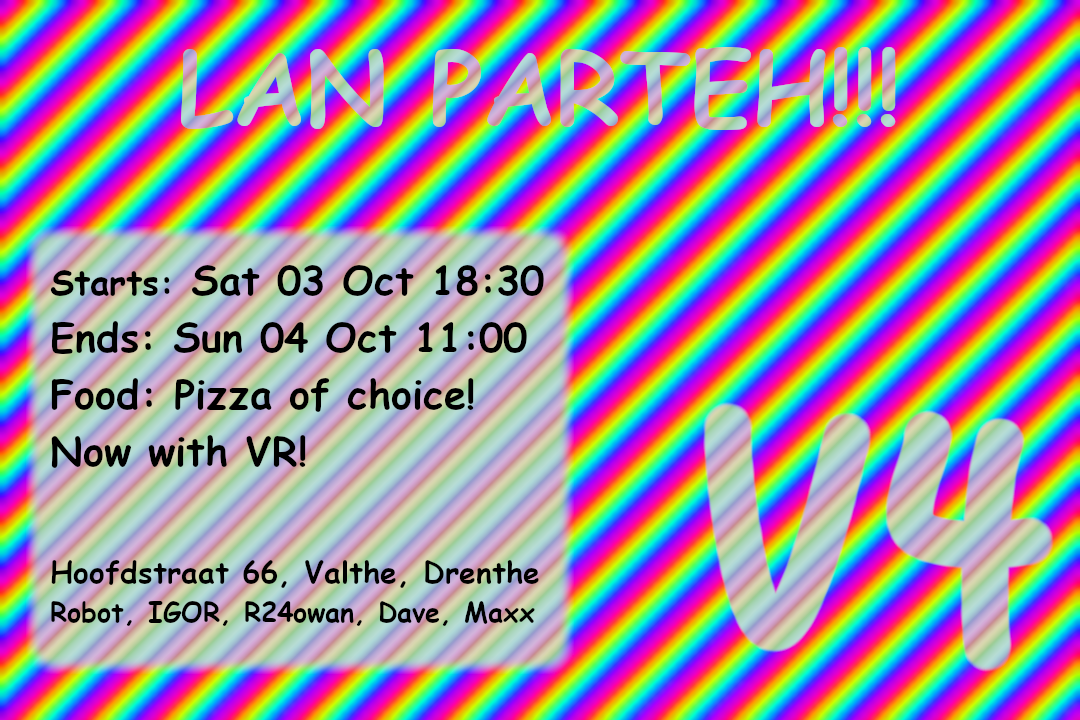 LAN PARTEH!!!
Starts: Sat 03 Oct 18:30
Ends: Sun 04 Oct 11:00
Food: Pizza of choice!
Now with VR!
Hoofdstraat 66, Valthe, Drenthe
Robot, IGOR, R24owan, Dave, Maxx
V4